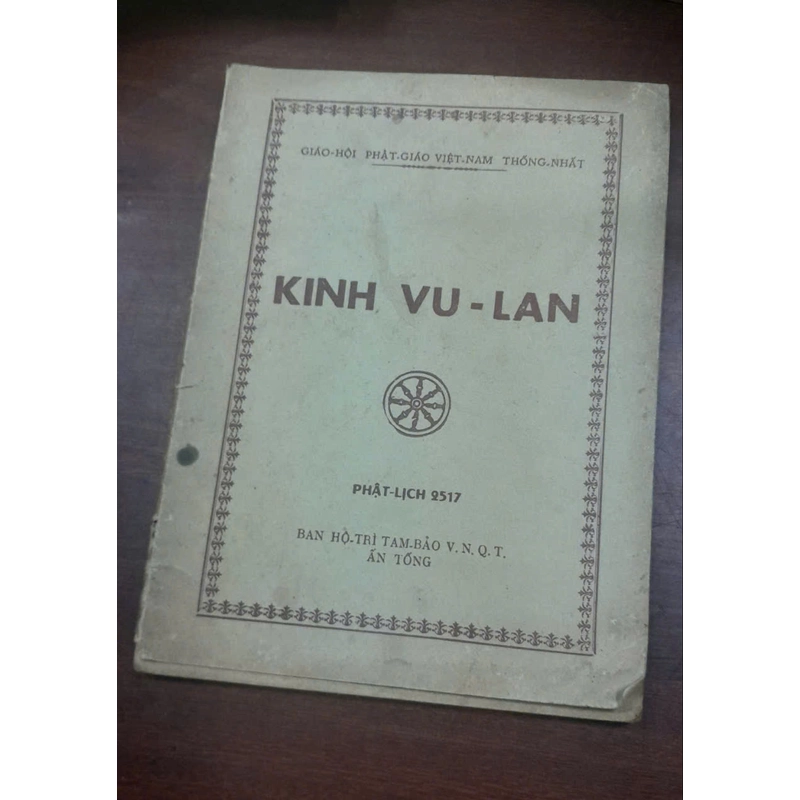 GIÁO-HỘI PHẬT-GIÁO VIỆT-NAM THỐNG-NHẤT
KINH VU-LAN
PHẬT-LỊCH 2517
BAN HỘ-TRÌ TAM-BẢO V.N.Q.T.
ẤN TỐNG